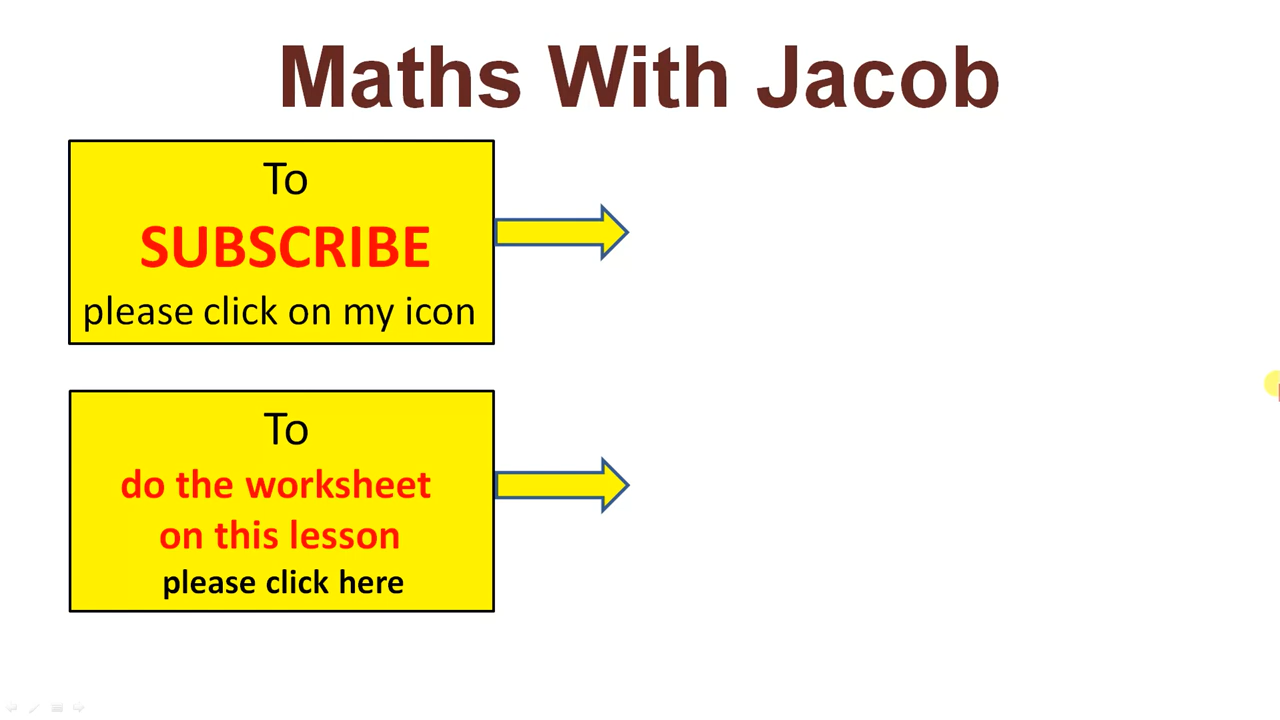 Maths With Jacob
To
SUBSCRIBE
please click on my icon
To
do the worksheet
on this lesson
please click here